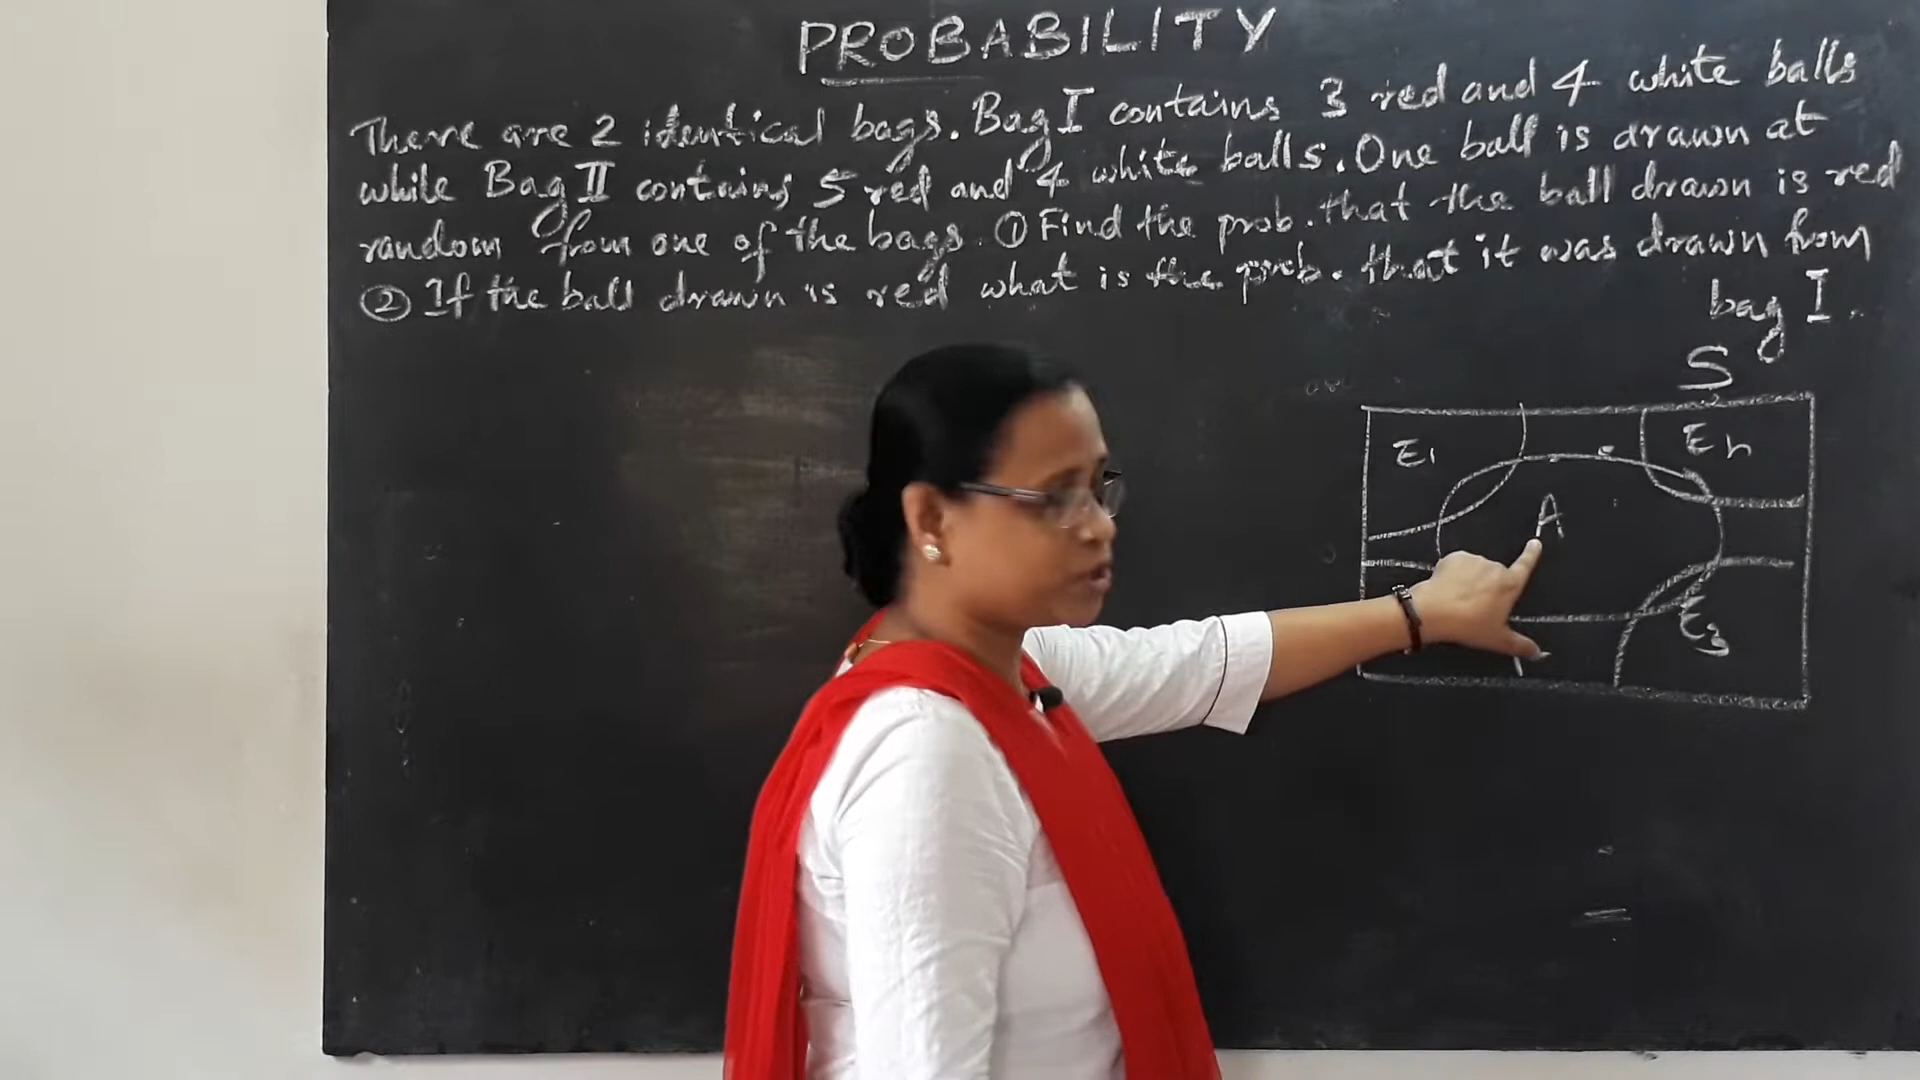 PROBABILITY
There are 2 identical bags. Bag I contains 3 red and 4 white balls
while Bag II contains 5 red and 4 white balls. One ball is drawn at
random from one of the bags. ① Find the prob. that the ball drawn is red
② If the ball drawn is red what is the prob. that it was drawn from
bag I.
S
E1
En
A
E3